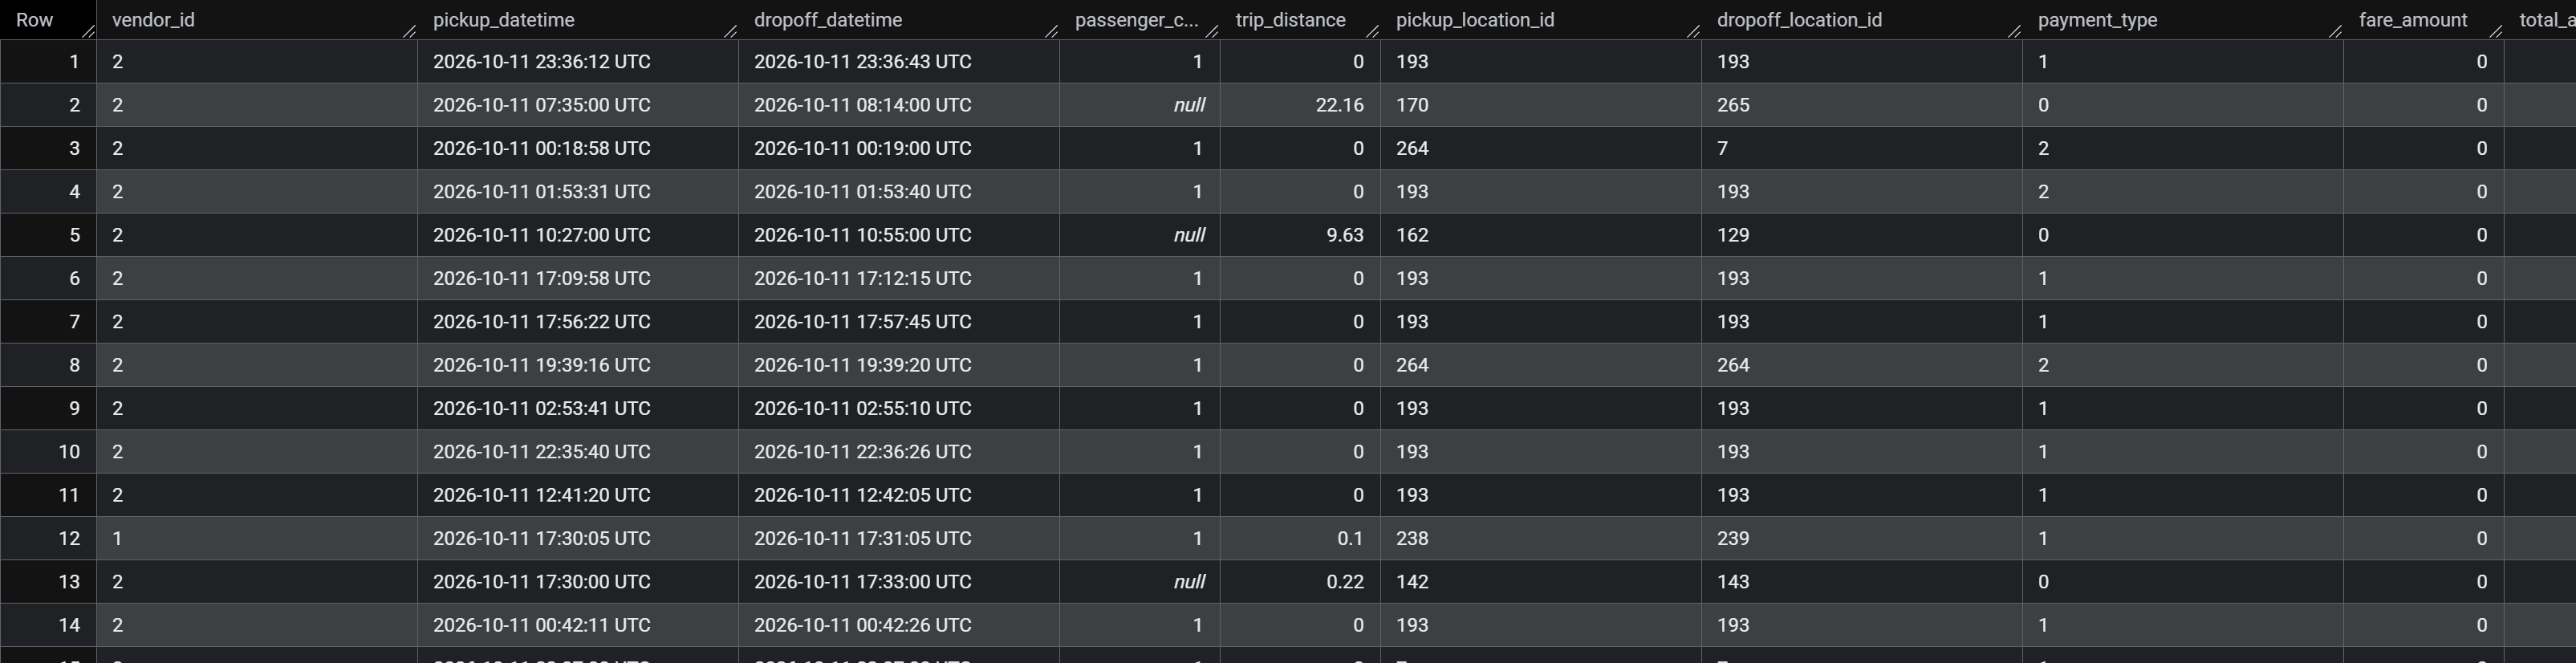 Row vendor_id pickup_datetime dropoff_datetime passenger_c... trip_distance pickup_location_id dropoff_location_id payment_type fare_amount total_a
1 2 2026-10-11 23:36:12 UTC 2026-10-11 23:36:43 UTC 1 0 193 193 1 0
2 2 2026-10-11 07:35:00 UTC 2026-10-11 08:14:00 UTC null 22.16 170 265 0 0
3 2 2026-10-11 00:18:58 UTC 2026-10-11 00:19:00 UTC 1 0 264 7 2 0
4 2 2026-10-11 01:53:31 UTC 2026-10-11 01:53:40 UTC 1 0 193 193 2 0
5 2 2026-10-11 10:27:00 UTC 2026-10-11 10:55:00 UTC null 9.63 162 129 0 0
6 2 2026-10-11 17:09:58 UTC 2026-10-11 17:12:15 UTC 1 0 193 193 1 0
7 2 2026-10-11 17:56:22 UTC 2026-10-11 17:57:45 UTC 1 0 193 193 1 0
8 2 2026-10-11 19:39:16 UTC 2026-10-11 19:39:20 UTC 1 0 264 264 2 0
9 2 2026-10-11 02:53:41 UTC 2026-10-11 02:55:10 UTC 1 0 193 193 1 0
10 2 2026-10-11 22:35:40 UTC 2026-10-11 22:36:26 UTC 1 0 193 193 1 0
11 2 2026-10-11 12:41:20 UTC 2026-10-11 12:42:05 UTC 1 0 193 193 1 0
12 1 2026-10-11 17:30:05 UTC 2026-10-11 17:31:05 UTC 1 0.1 238 239 1 0
13 2 2026-10-11 17:30:00 UTC 2026-10-11 17:33:00 UTC null 0.22 142 143 0 0
14 2 2026-10-11 00:42:11 UTC 2026-10-11 00:42:26 UTC 1 0 193 193 1 0